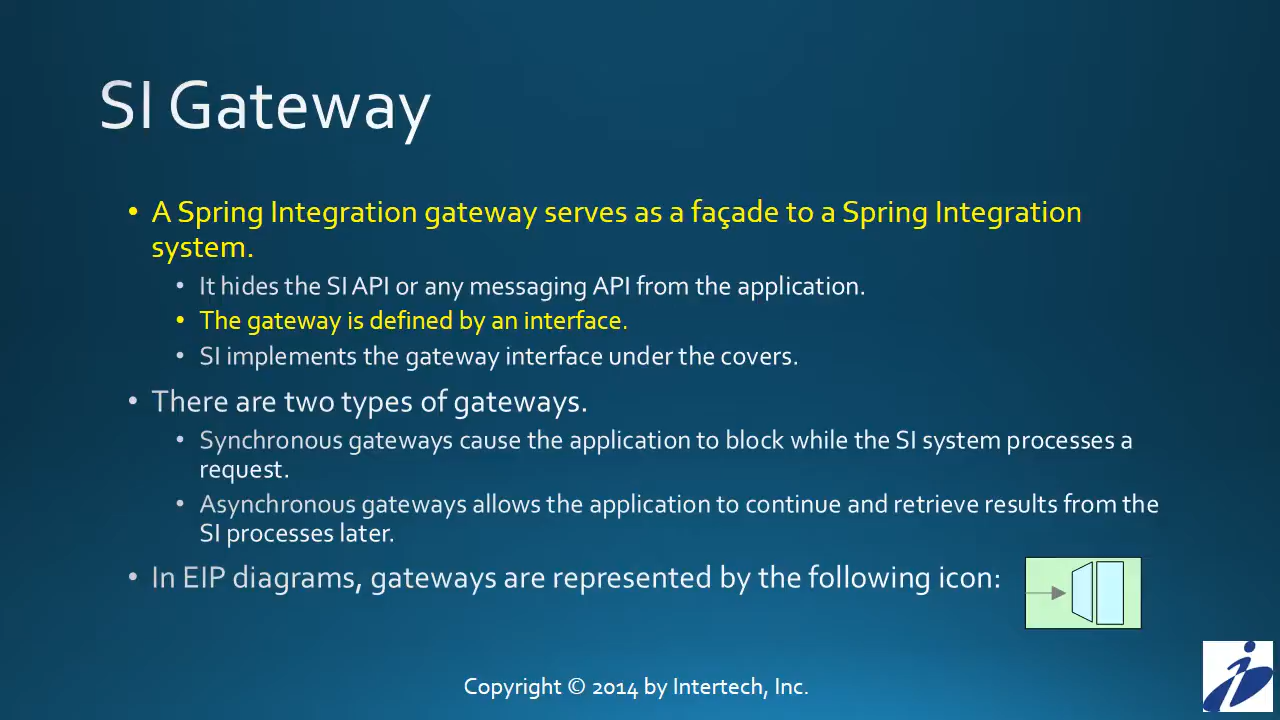 SI Gateway
• A Spring Integration gateway serves as a façade to a Spring Integration
system.
• It hides the SI API or any messaging API from the application.
• The gateway is defined by an interface.
• SI implements the gateway interface under the covers.
• There are two types of gateways.
• Synchronous gateways cause the application to block while the SI system processes a
request.
• Asynchronous gateways allows the application to continue and retrieve results from the
SI processes later.
• In EIP diagrams, gateways are represented by the following icon:
Copyright © 2014 by Intertech, Inc.